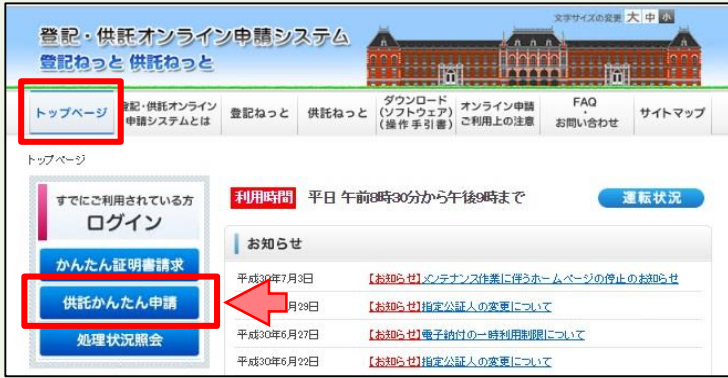 文字サイズの変更 大 中 小
登記・供託オンライン申請システム
登記ねっと 供託ねっと
トップページ
登記・供託オンライン
申請システムとは
登記ねっと
供託ねっと
ダウンロード
(ソフトウェア)
(操作手引書)
オンライン申請
ご利用上の注意
FAQ
・
お問い合わせ
サイトマップ
トップページ
すでにご利用されている方
ログイン
かんたん証明書請求
供託かんたん申請
処理状況照会
利用時間 平日 午前8時30分から午後9時まで
運転状況
お知らせ
平成30年7月3日 【お知らせ】メンテナンス作業に伴うホームページの停止のお知らせ
月29日 【お知らせ】指定公証人の変更について
平成30年6月27日 【お知らせ】電子納付の一時利用制限について
平成30年6月22日 【お知らせ】指定公証人の変更について